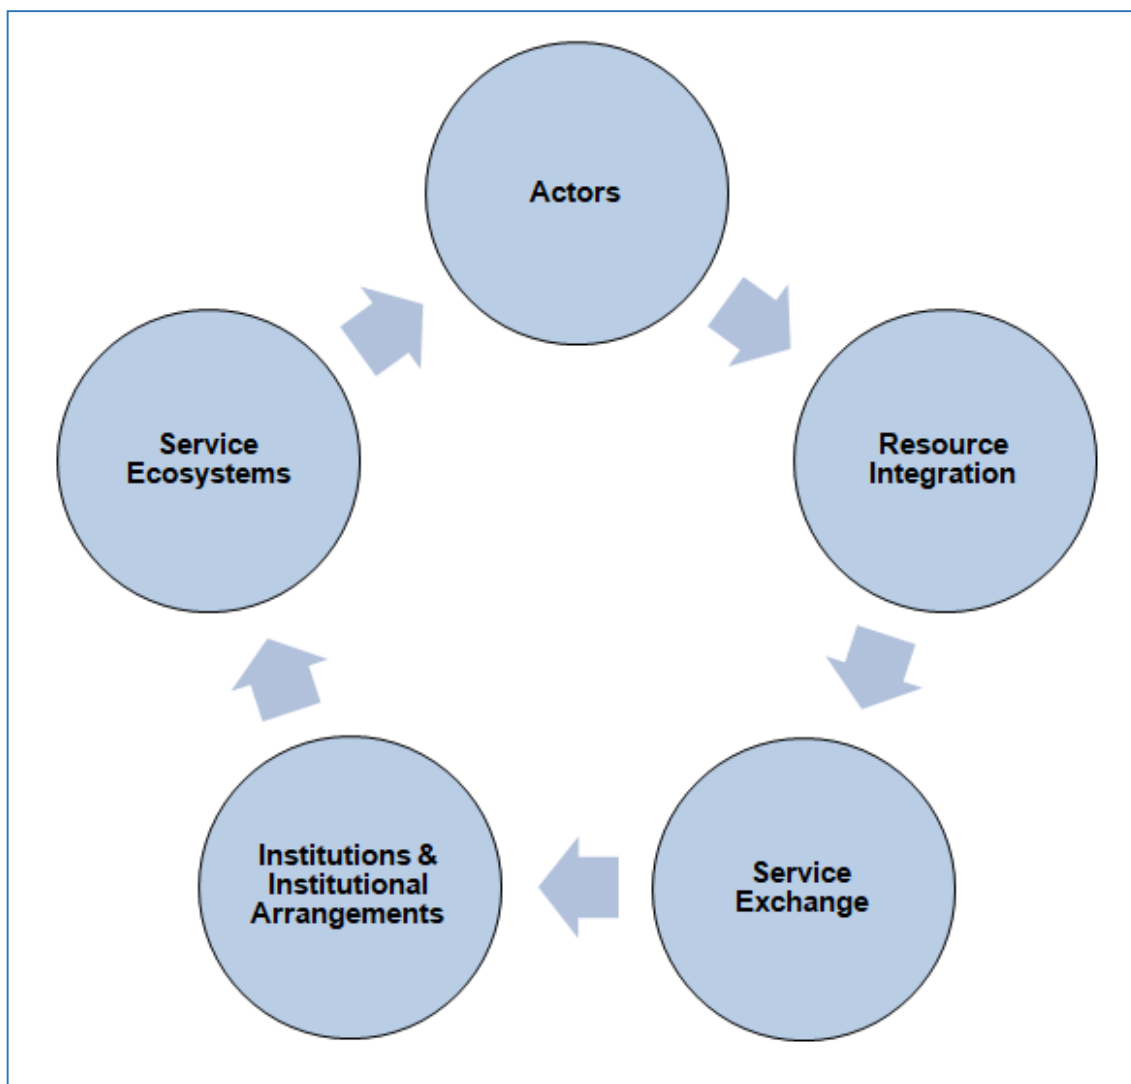 Actors
Resource
Integration
Service
Exchange
Institutions &
Institutional
Arrangements
Service
Ecosystems